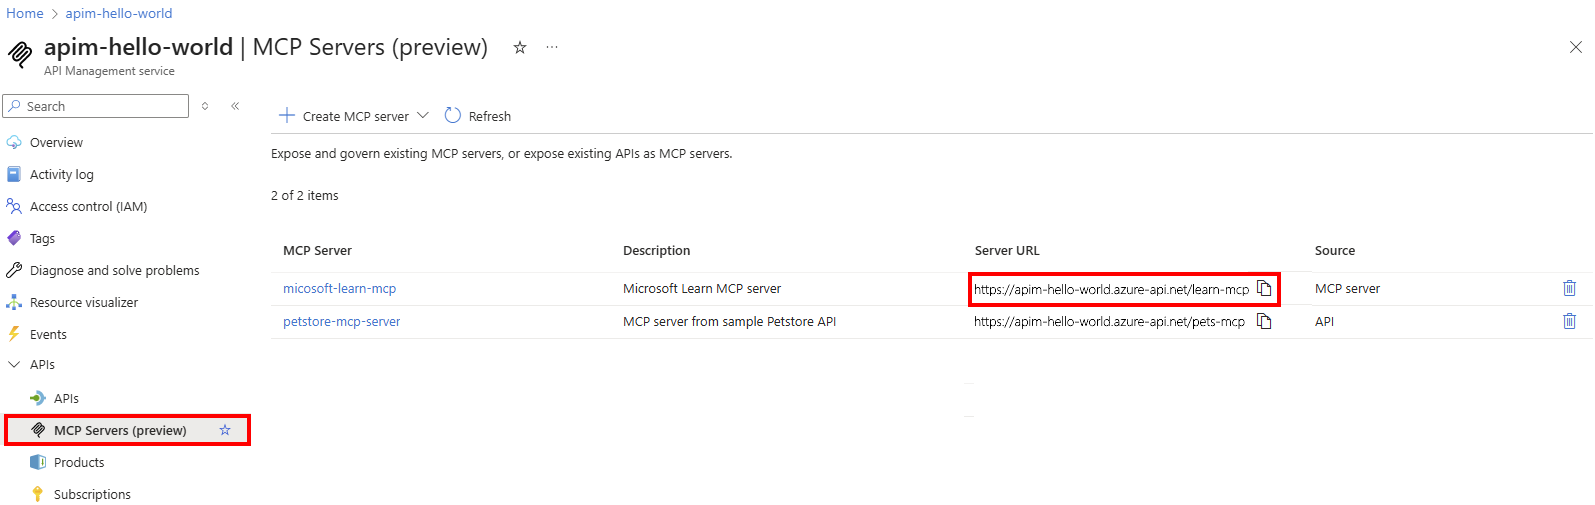 Home > apim-hello-world
apim-hello-world | MCP Servers (preview) ☆ ...
API Management service
Search
Overview
Activity log
Access control (IAM)
Tags
Diagnose and solve problems
Resource visualizer
Events
APIs
APIs
MCP Servers (preview)
Products
Subscriptions
Create MCP server
Refresh
Expose and govern existing MCP servers, or expose existing APIs as MCP servers.
2 of 2 items
MCP Server Description Server URL Source
micosoft-learn-mcp Microsoft Learn MCP server https://apim-hello-world.azure-api.net/learn-mcp MCP server
petstore-mcp-server MCP server from sample Petstore API https://apim-hello-world.azure-api.net/pets-mcp API